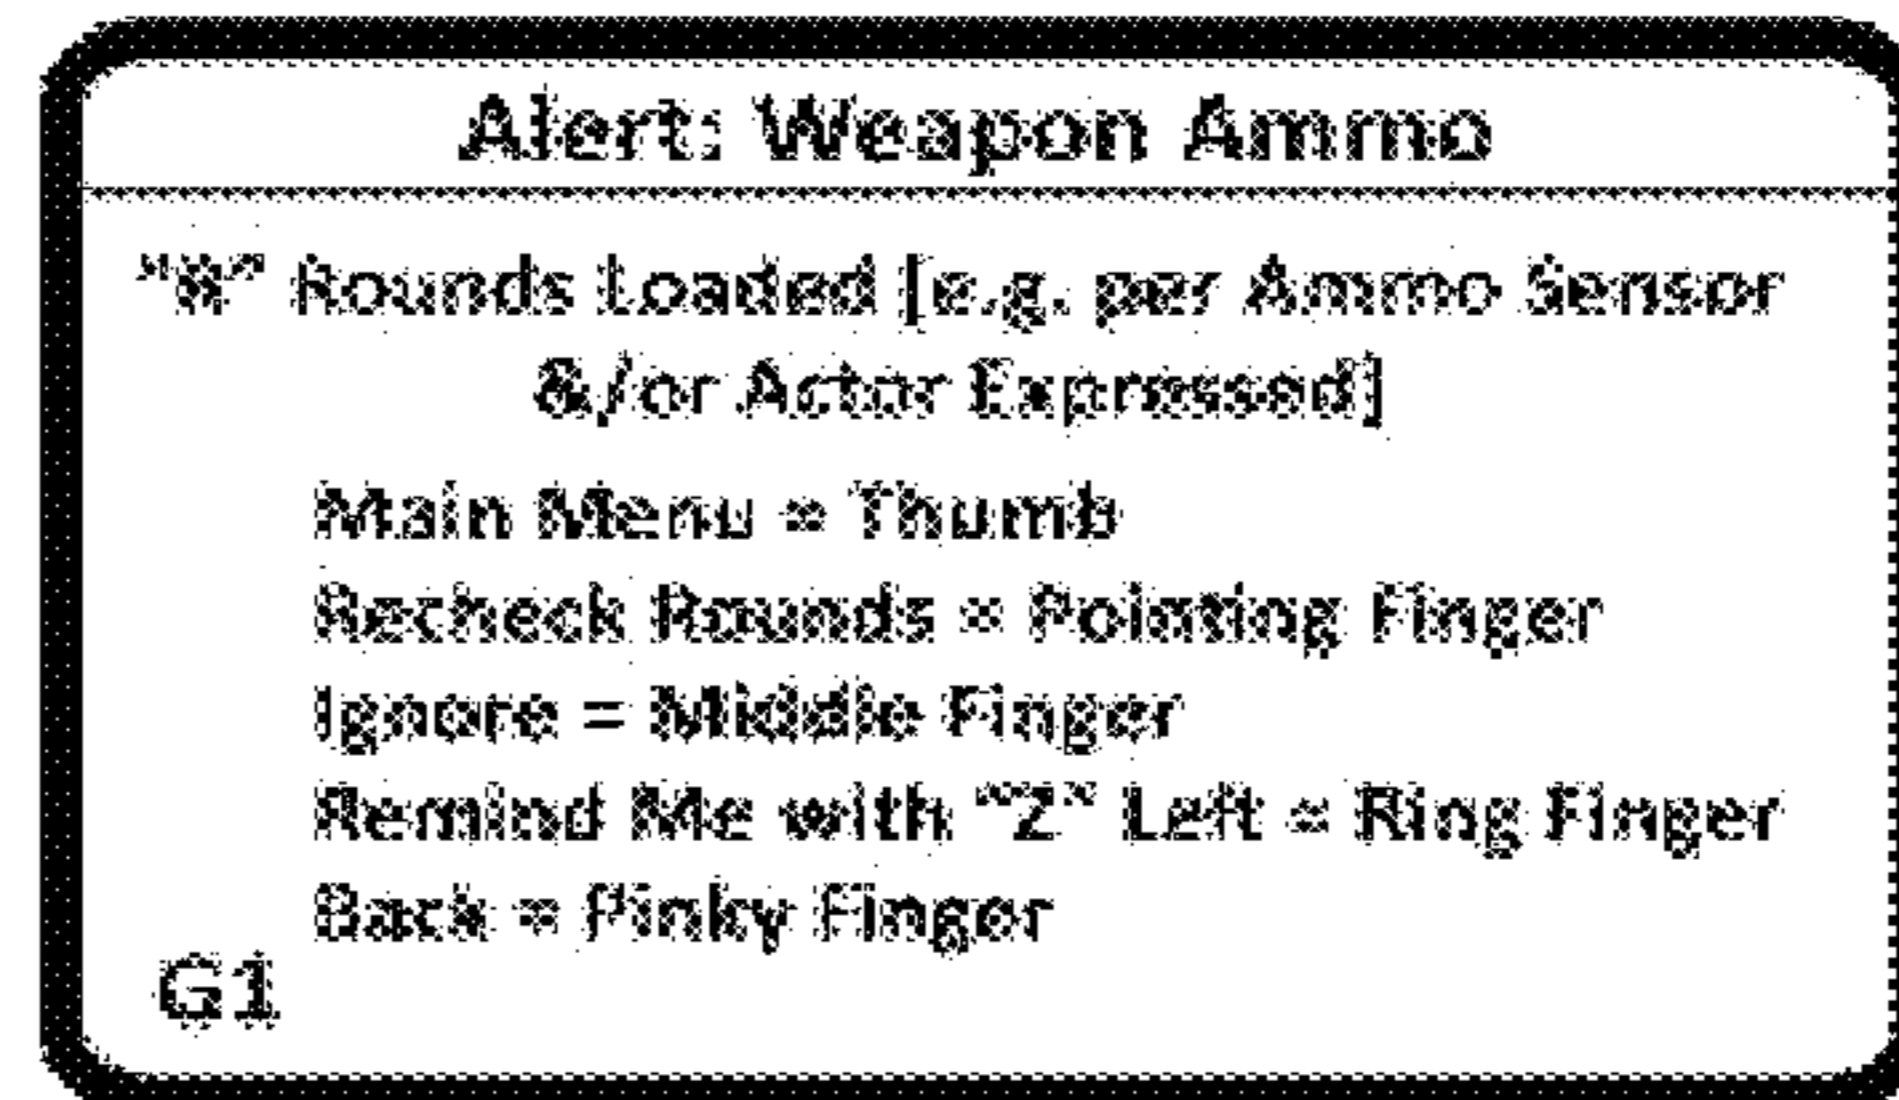 Alert: Weapon Ammo
Rounds Loaded [e.g. per Ammo Sensor
&/or Actor Expressed]
Main Menu = Thumb
Recheck Rounds = Pointing Finger
Ignore = Middle Finger
Remind Me with "Z" Left = Ring Finger
Back = Pinky Finger
G1